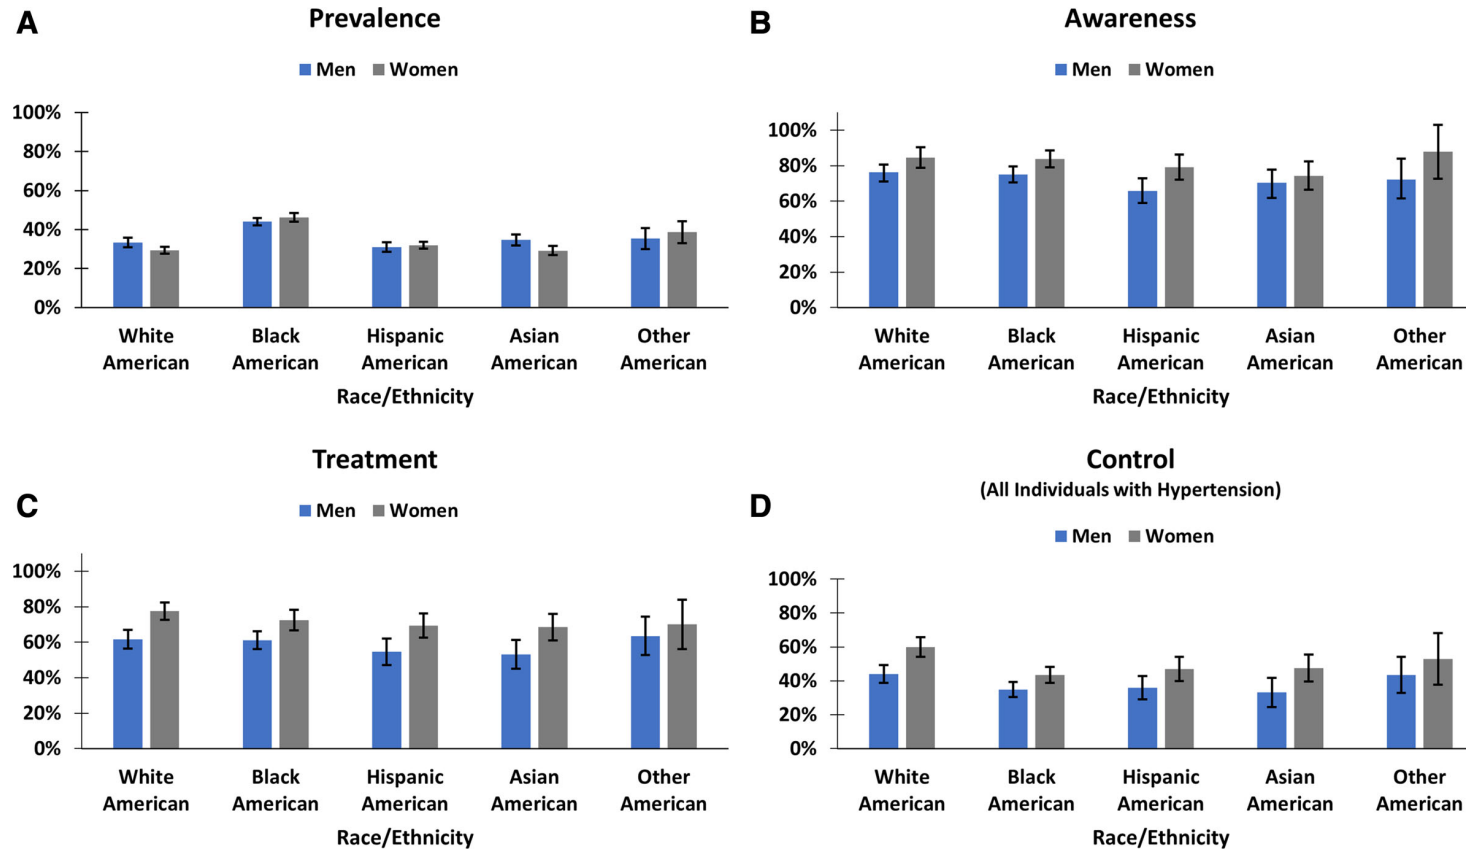 A
Prevalence
Men Women
100%
80%
60%
40%
20%
0%
White American
Black American
Hispanic American
Asian American
Other American
Race/Ethnicity
B
Awareness
Men Women
100%
80%
60%
40%
20%
0%
White American
Black American
Hispanic American
Asian American
Other American
Race/Ethnicity
C
Treatment
Men Women
100%
80%
60%
40%
20%
0%
White American
Black American
Hispanic American
Asian American
Other American
Race/Ethnicity
D
Control
(All Individuals with Hypertension)
Men Women
100%
80%
60%
40%
20%
0%
White American
Black American
Hispanic American
Asian American
Other American
Race/Ethnicity